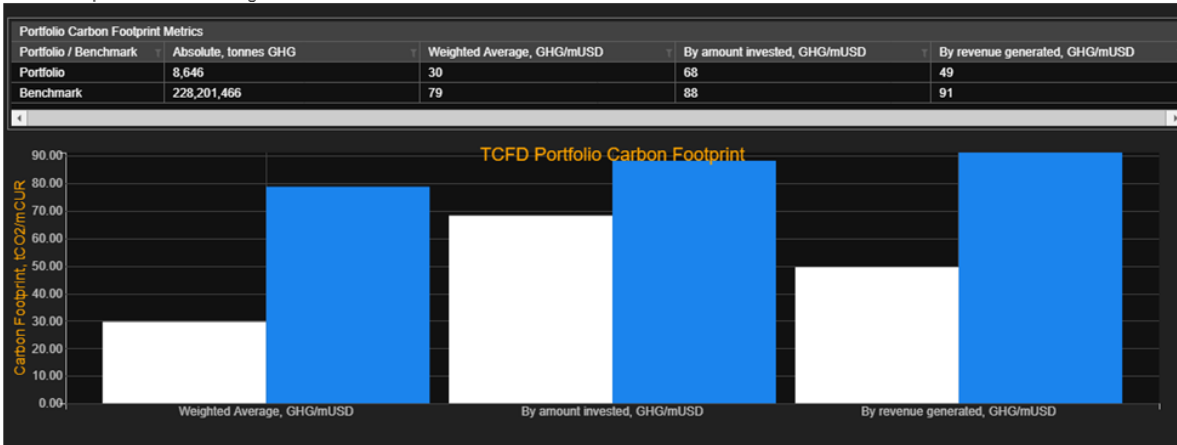 Portfolio Carbon Footprint Metrics
Portfolio / Benchmark Absolute, tonnes GHG Weighted Average, GHG/mUSD By amount invested, GHG/mUSD By revenue generated, GHG/mUSD
Portfolio 8,646 30 68 49
Benchmark 228,201,466 79 88 91
TCFD Portfolio Carbon Footprint
Carbon Footprint, tCO2/mCUR
90.00
80.00
70.00
60.00
50.00
40.00
30.00
20.00
10.00
0.00
Weighted Average, GHG/mUSD By amount invested, GHG/mUSD By revenue generated, GHG/mUSD